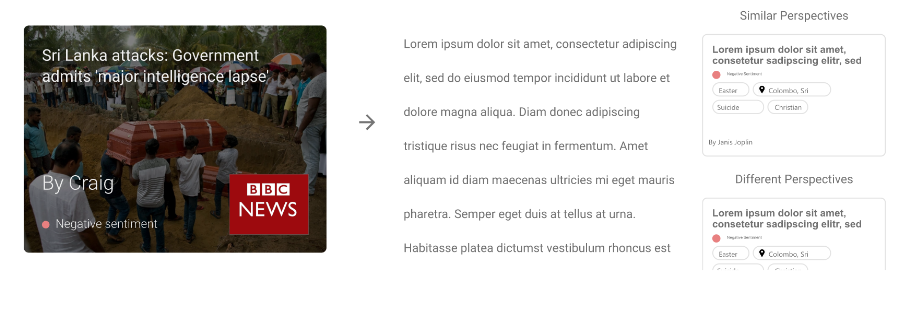 Sri Lanka attacks: Government
admits 'major intelligence lapse'
By Craig
Negative sentiment
BBC
NEWS
Lorem ipsum dolor sit amet, consectetur adipiscing
elit, sed do eiusmod tempor incididunt ut labore et
dolore magna aliqua. Diam donec adipiscing
tristique risus nec feugiat in fermentum. Amet
aliquam id diam maecenas ultricies mi eget mauris
pharetra. Semper eget duis at tellus at urna.
Habitasse platea dictumst vestibulum rhoncus est
Similar Perspectives
Lorem ipsum dolor sit amet,
consetetur sadipscing elitr, sed
Negative Sentiment
Easter
Colombo, Sri
Suicide
Christian
By Janis Joplin
Different Perspectives
Lorem ipsum dolor sit amet,
consetetur sadipscing elitr, sed
Negative Sentiment
Easter
Colombo, Sri